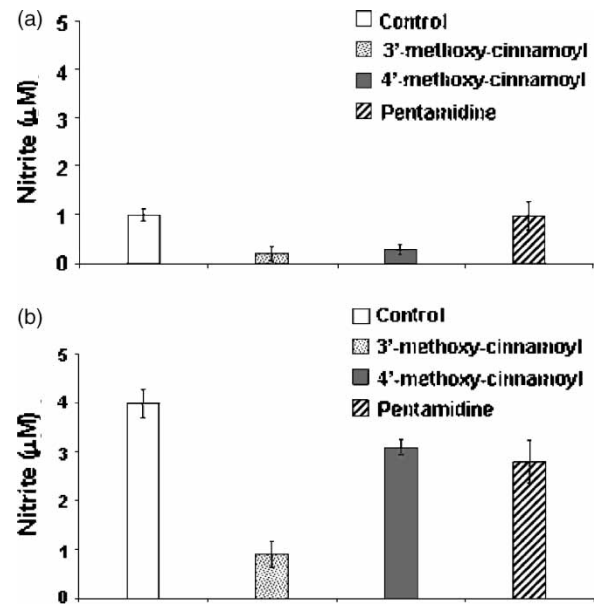 (a)
Nitrite (µM)
5
4
3
2
1
0
Control
3'-methoxy-cinnamoyl
4'-methoxy-cinnamoyl
Pentamidine
(b)
Nitrite (µM)
5
4
3
2
1
0
Control
3'-methoxy-cinnamoyl
4'-methoxy-cinnamoyl
Pentamidine